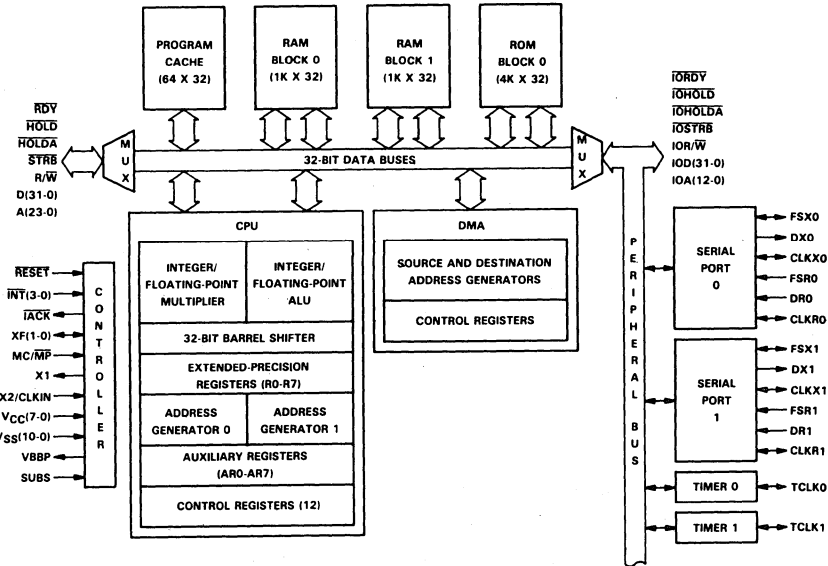 PROGRAM
CACHE
(64 X 32)
RAM
BLOCK 0
(1K X 32)
RAM
BLOCK 1
(1K X 32)
ROM
BLOCK 0
(4K X 32)
RDY
HOLD
HOLDA
STRB
R/W
D(31-0)
A(23-0)
MUX
32-BIT DATA BUSES
MUX
IORDY
IOHOLD
IOHOLDA
IOSTRB
IOR/W
IOD(31-0)
IOA(12-0)
RESET
INT(3-0)
IACK
XF(1-0)
MC/MP
X1
X2/CLKIN
VCC(7-0)
VSS(10-0)
VBBP
SUBS
CONTROLLER
CPU
INTEGER/
FLOATING-POINT
MULTIPLIER
INTEGER/
FLOATING-POINT
ALU
32-BIT BARREL SHIFTER
EXTENDED-PRECISION
REGISTERS (R0-R7)
ADDRESS
GENERATOR 0
ADDRESS
GENERATOR 1
AUXILIARY REGISTERS
(AR0-AR7)
CONTROL REGISTERS (12)
DMA
SOURCE AND DESTINATION
ADDRESS GENERATORS
CONTROL REGISTERS
PERIPHERAL BUS
SERIAL
PORT
0
FSX0
DX0
CLKX0
FSR0
DR0
CLKR0
SERIAL
PORT
1
FSX1
DX1
CLKX1
FSR1
DR1
CLKR1
TIMER 0
TCLK0
TIMER 1
TCLK1